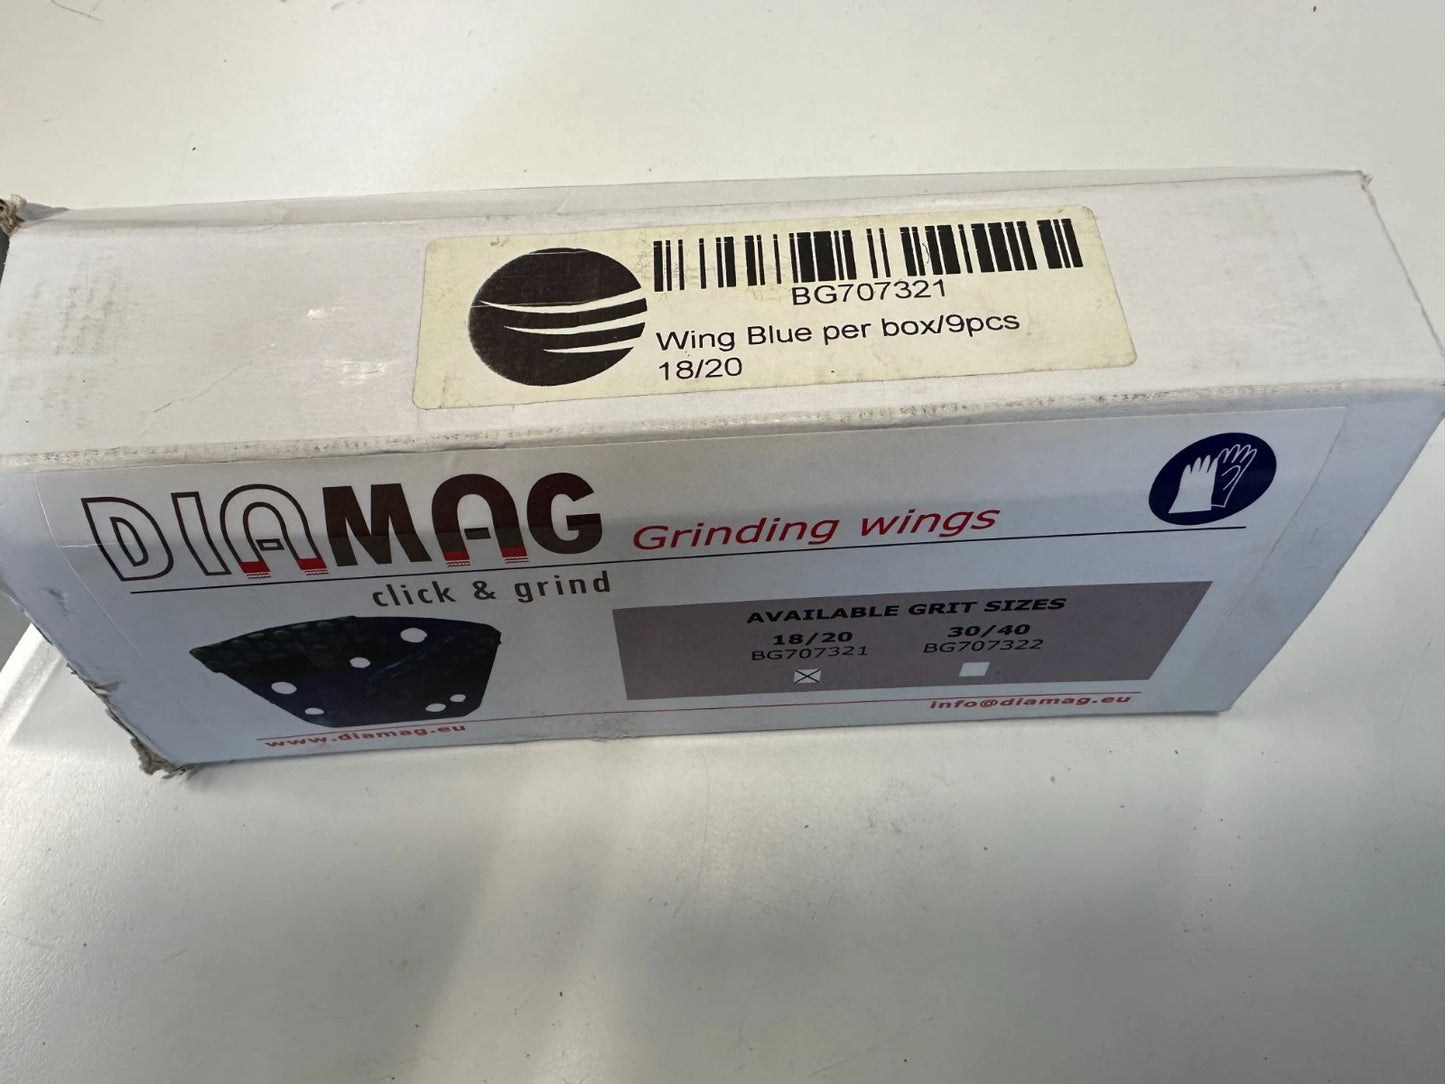 BG707321
Wing Blue per box/9pcs
18/20
DIAMAG Grinding wings
click & grind
AVAILABLE GRIT SIZES
18/20 30/40
BG707321 BG707322
www.diamag.eu info@diamag.eu